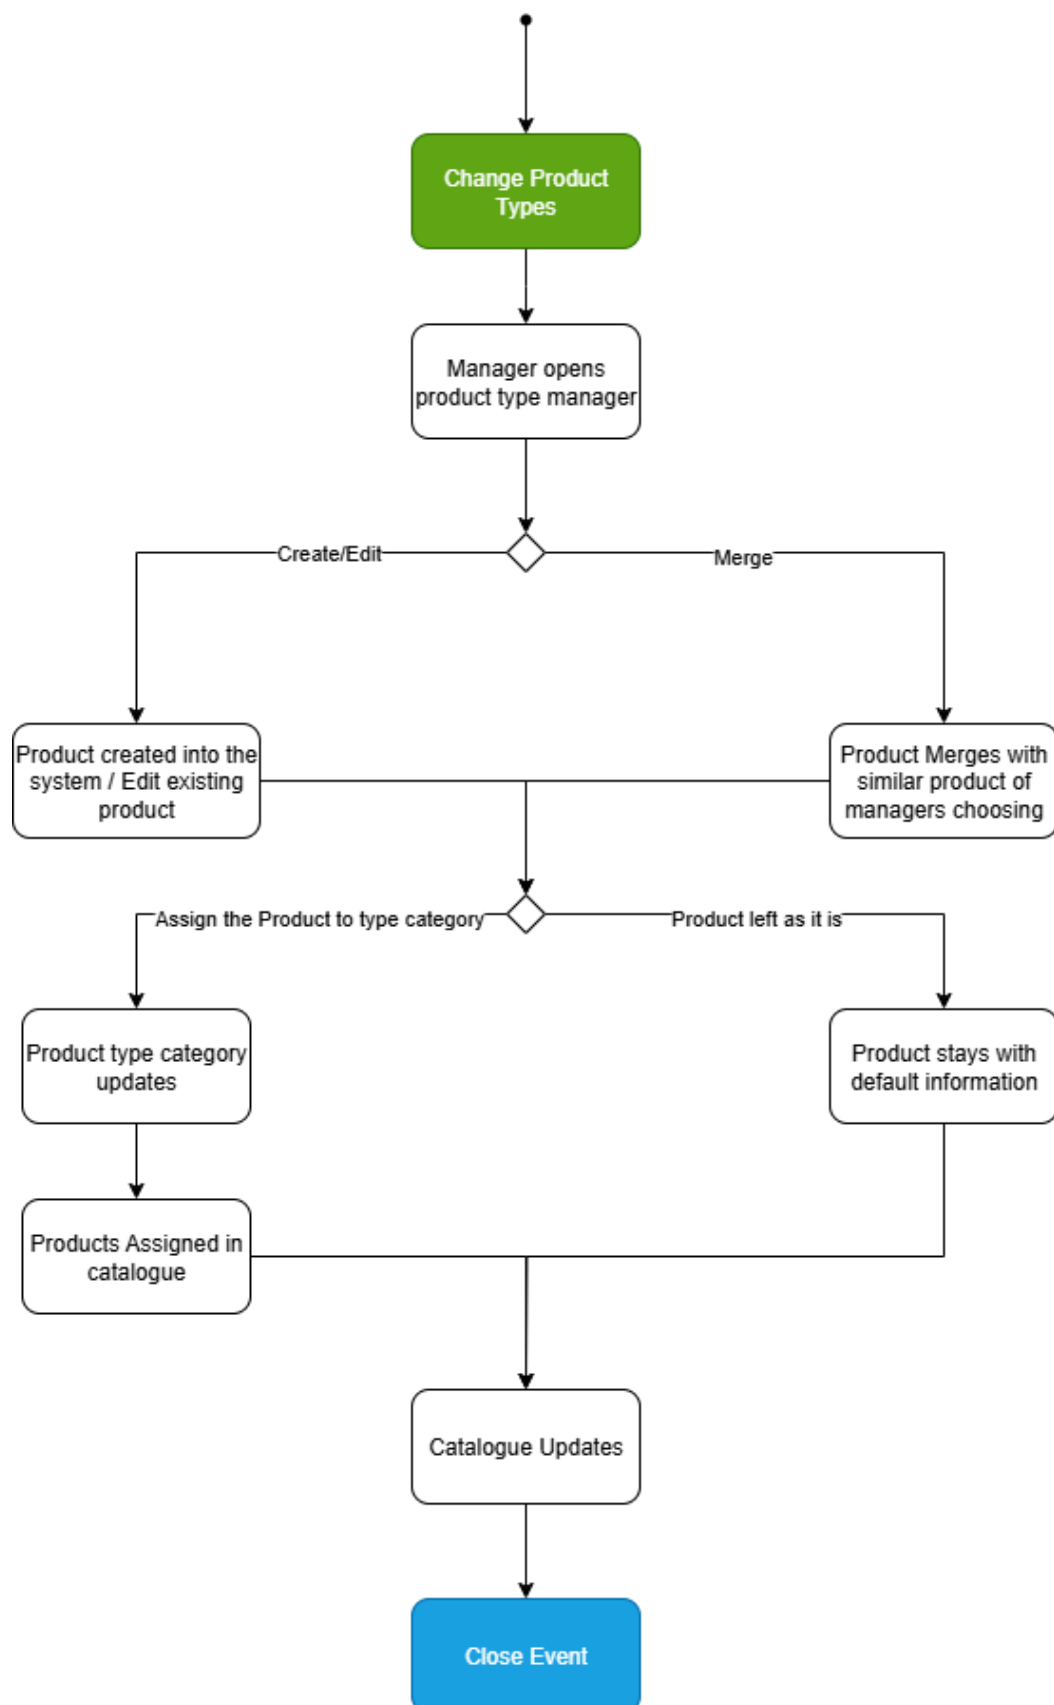 Change Product
Types
Manager opens
product type manager
Create/Edit
Merge
Product created into the
system / Edit existing
product
Product Merges with
similar product of
managers choosing
Assign the Product to type category
Product left as it is
Product type category
updates
Product stays with
default information
Products Assigned in
catalogue
Catalogue Updates
Close Event